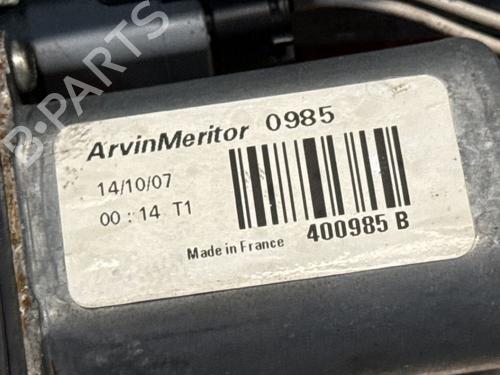 ArvinMeritor 0985
14/10/07
00 : 14 T1
Made in France
400985 B
B-PARTS